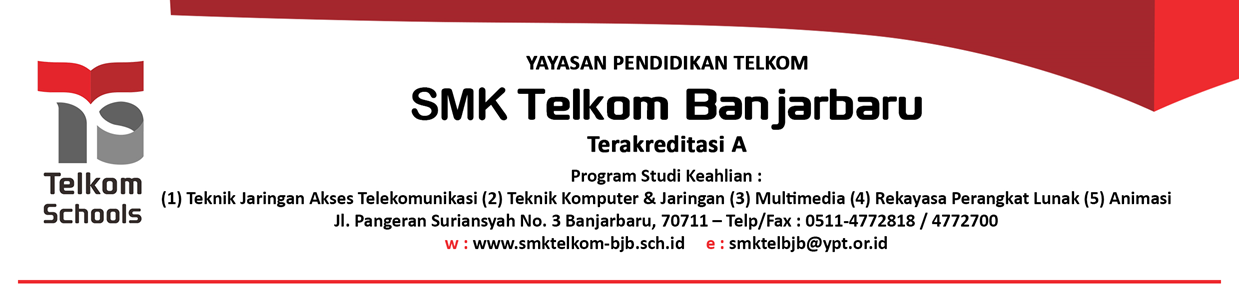 YAYASAN PENDIDIKAN TELKOM
SMK Telkom Banjarbaru
Terakreditasi A
Program Studi Keahlian :
(1) Teknik Jaringan Akses Telekomunikasi (2) Teknik Komputer & Jaringan (3) Multimedia (4) Rekayasa Perangkat Lunak (5) Animasi
Jl. Pangeran Suriansyah No. 3 Banjarbaru, 70711 – Telp/Fax : 0511-4772818 / 4772700
w : www.smktelkom-bjb.sch.id e : smktelbjb@ypt.or.id
Telkom
Schools